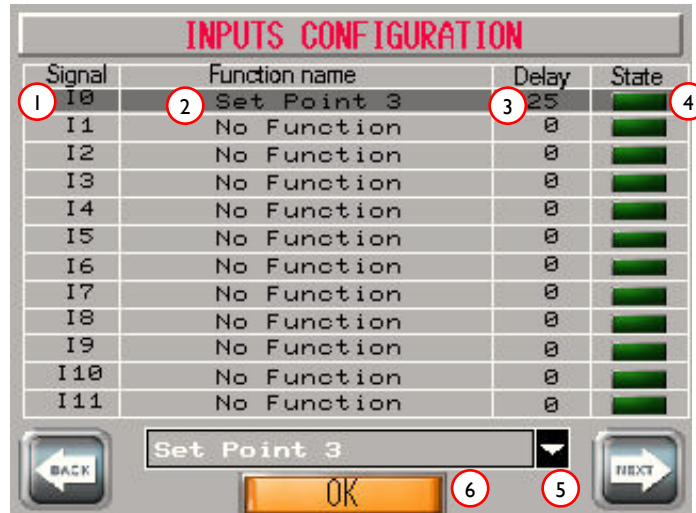 INPUTS CONFIGURATION
Signal Function name Delay State
1 I0 2 Set Point 3 3 25 4
I1 No Function 0
I2 No Function 0
I3 No Function 0
I4 No Function 0
I5 No Function 0
I6 No Function 0
I7 No Function 0
I8 No Function 0
I9 No Function 0
I10 No Function 0
I11 No Function 0
BACK Set Point 3 NEXT
OK 6 5